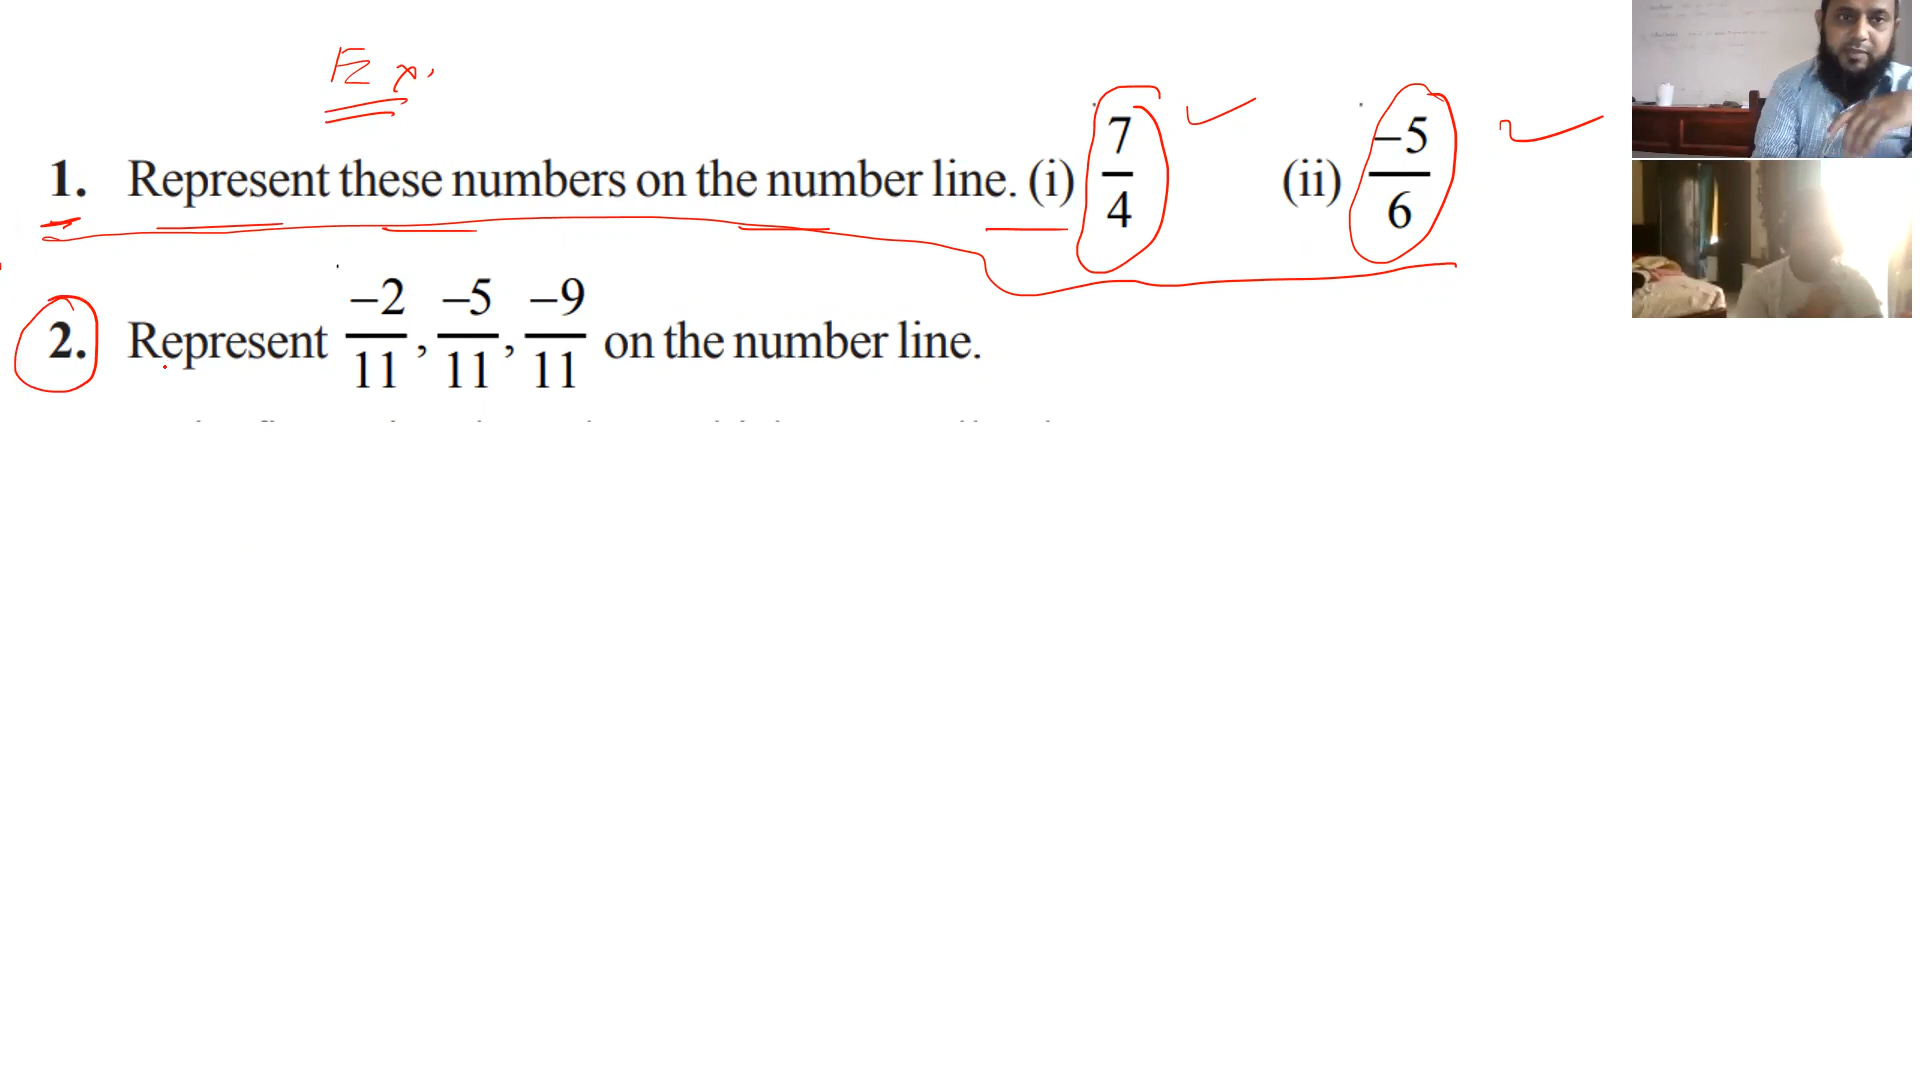 Ex.
1. Represent these numbers on the number line. (i) 7/4 (ii) –5/6
2. Represent –2/11, –5/11, –9/11 on the number line.